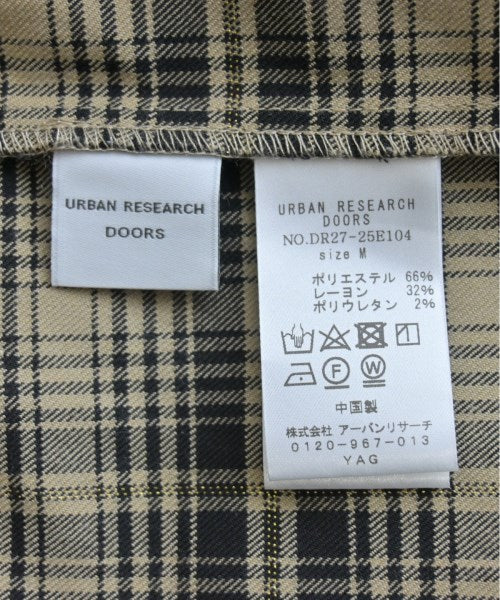 URBAN RESEARCH
DOORS
URBAN RESEARCH
DOORS
NO.DR27-25E104
size M
ポリエステル 66%
レーヨン 32%
ポリウレタン 2%
F
W
中国製
株式会社 アーバンリサーチ
0120-967-013
YAG